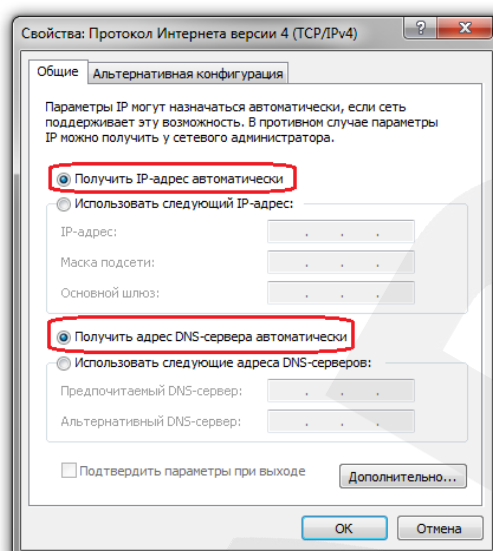 Свойства: Протокол Интернета версии 4 (TCP/IPv4)
Общие
Альтернативная конфигурация
Параметры IP могут назначаться автоматически, если сеть
поддерживает эту возможность. В противном случае параметры
IP можно получить у сетевого администратора.
Получить IP-адрес автоматически
Использовать следующий IP-адрес:
IP-адрес:
Маска подсети:
Основной шлюз:
Получить адрес DNS-сервера автоматически
Использовать следующие адреса DNS-серверов:
Предпочитаемый DNS-сервер:
Альтернативный DNS-сервер:
Подтвердить параметры при выходе
Дополнительно...
ОК
Отмена